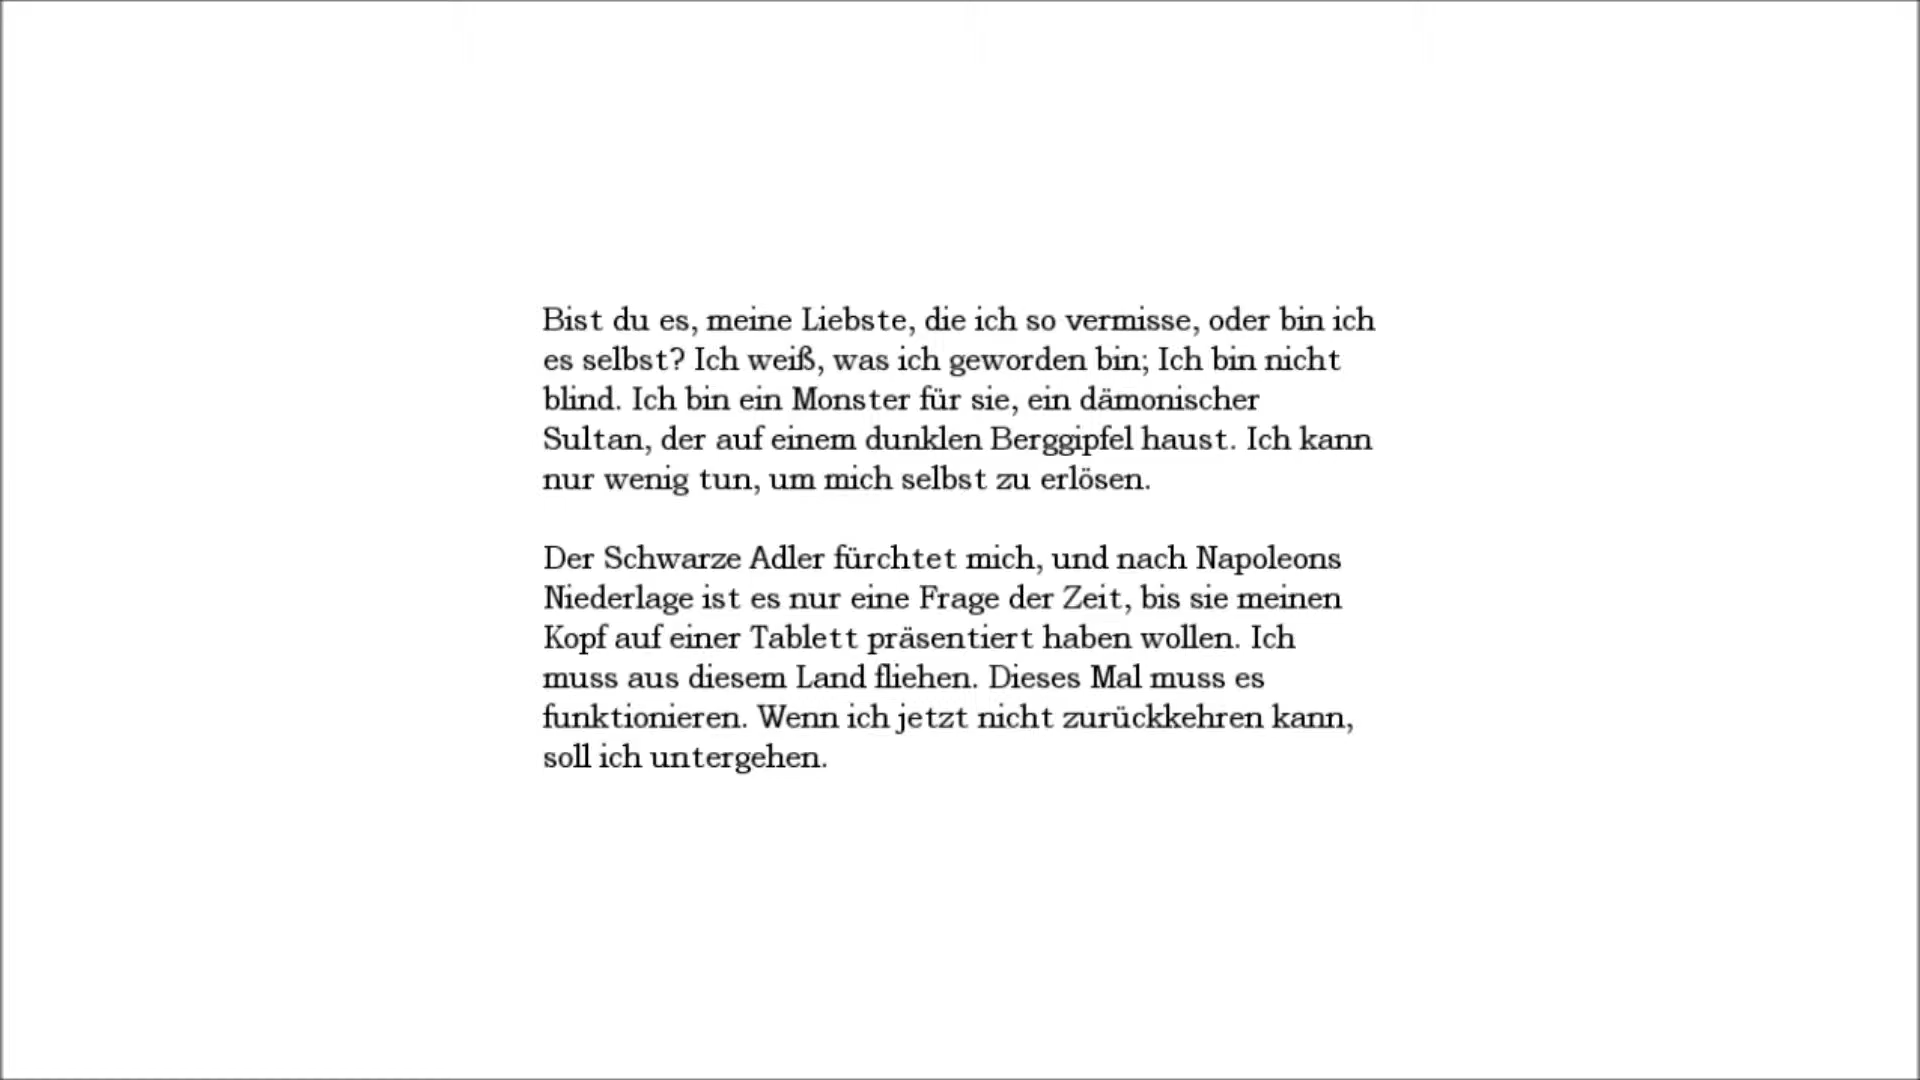 Bist du es, meine Liebste, die ich so vermisse, oder bin ich
es selbst? Ich weiß, was ich geworden bin; Ich bin nicht
blind. Ich bin ein Monster für sie, ein dämonischer
Sultan, der auf einem dunklen Berggipfel haust. Ich kann
nur wenig tun, um mich selbst zu erlösen.
Der Schwarze Adler fürchtet mich, und nach Napoleons
Niederlage ist es nur eine Frage der Zeit, bis sie meinen
Kopf auf einer Tablett präsentiert haben wollen. Ich
muss aus diesem Land fliehen. Dieses Mal muss es
funktionieren. Wenn ich jetzt nicht zurückkehren kann,
soll ich untergehen.